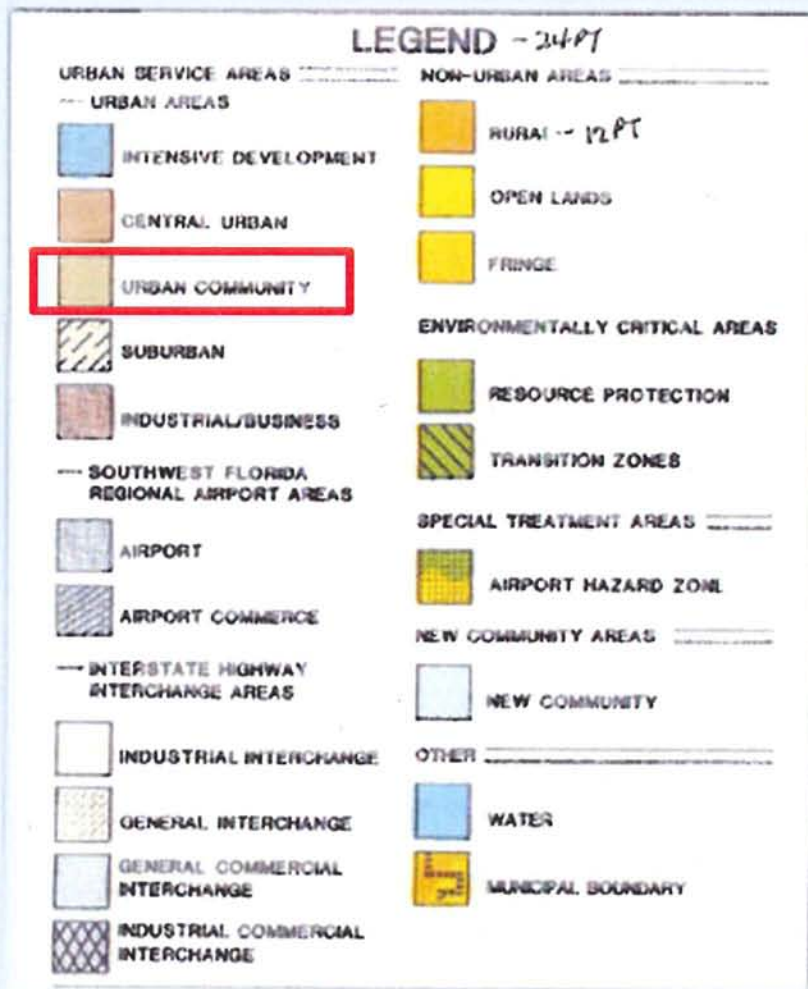 LEGEND - 24PT
URBAN SERVICE AREAS
--- URBAN AREAS
INTENSIVE DEVELOPMENT
CENTRAL URBAN
URBAN COMMUNITY
SUBURBAN
INDUSTRIAL/BUSINESS
--- SOUTHWEST FLORIDA
REGIONAL AIRPORT AREAS
AIRPORT
AIRPORT COMMERCE
--- INTERSTATE HIGHWAY
INTERCHANGE AREAS
INDUSTRIAL INTERCHANGE
GENERAL INTERCHANGE
GENERAL COMMERCIAL
INTERCHANGE
INDUSTRIAL COMMERCIAL
INTERCHANGE
NON-URBAN AREAS
RURAL -- 12PT
OPEN LANDS
FRINGE
ENVIRONMENTALLY CRITICAL AREAS
RESOURCE PROTECTION
TRANSITION ZONES
SPECIAL TREATMENT AREAS
AIRPORT HAZARD ZONE
NEW COMMUNITY AREAS
NEW COMMUNITY
OTHER
WATER
MUNICIPAL BOUNDARY